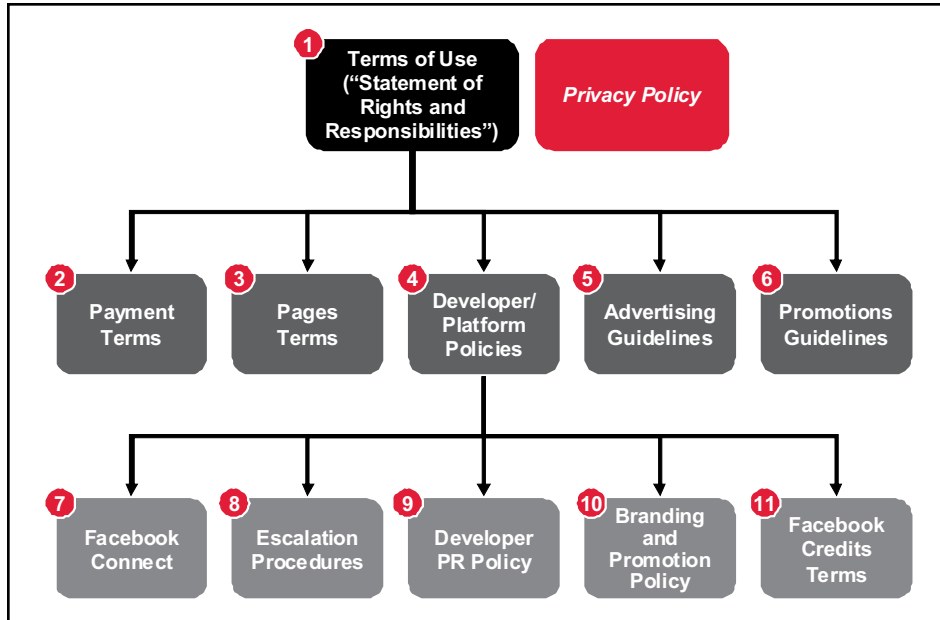 1
Terms of Use
(“Statement of
Rights and
Responsibilities”)
Privacy Policy
2
Payment
Terms
3
Pages
Terms
4
Developer/
Platform
Policies
5
Advertising
Guidelines
6
Promotions
Guidelines
7
Facebook
Connect
8
Escalation
Procedures
9
Developer
PR Policy
10
Branding
and
Promotion
Policy
11
Facebook
Credits
Terms